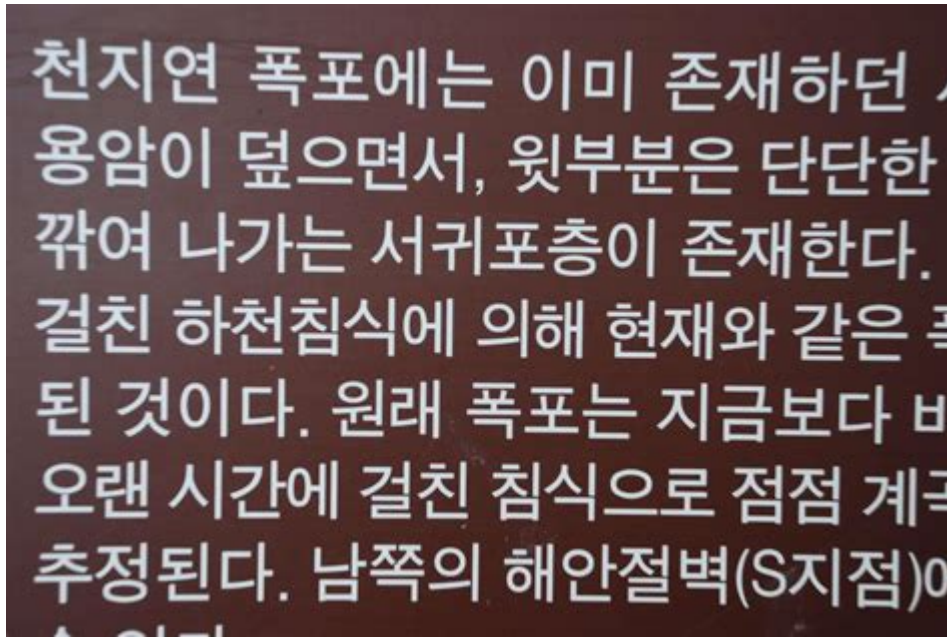 천지연 폭포에는 이미 존재하던
용암이 덮으면서, 윗부분은 단단한
깎여 나가는 서귀포층이 존재한다.
걸친 하천침식에 의해 현재와 같은
된 것이다. 원래 폭포는 지금보다
오랜 시간에 걸친 침식으로 점점
추정된다. 남쪽의 해안절벽(S지점)에